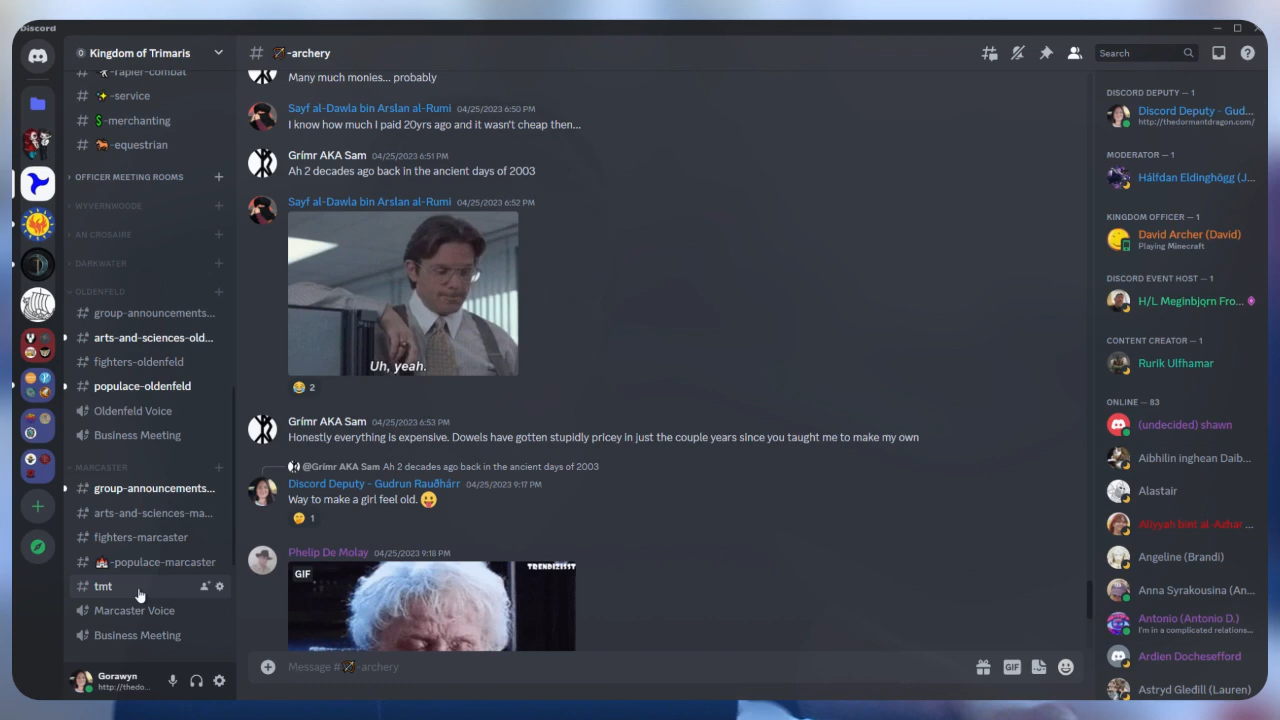 Discord
Kingdom of Trimaris
-rapier-combat
-service
-merchanting
-equestrian
OFFICER MEETING ROOMS
WYVERNWOODE
AN CROSAIRE
DARKWATER
OLDENFELD
group-announcements...
arts-and-sciences-old...
fighters-oldenfeld
populace-oldenfeld
Oldenfeld Voice
Business Meeting
MARCASTER
group-announcements...
arts-and-sciences-ma...
fighters-marcaster
-populace-marcaster
tmt
Marcaster Voice
Business Meeting
Gorawyn
http://thedo...
# -archery
Search
Many much monies... probably
Sayf al-Dawla bin Arslan al-Rumi 04/25/2023 6:50 PM
I know how much I paid 20yrs ago and it wasn't cheap then...
Grímr AKA Sam 04/25/2023 6:51 PM
Ah 2 decades ago back in the ancient days of 2003
Sayf al-Dawla bin Arslan al-Rumi 04/25/2023 6:52 PM
Uh, yeah.
2
Grímr AKA Sam 04/25/2023 6:53 PM
Honestly everything is expensive. Dowels have gotten stupidly pricey in just the couple years since you taught me to make my own
@Grímr AKA Sam Ah 2 decades ago back in the ancient days of 2003
Discord Deputy - Gudrun Rauðhárr 04/25/2023 9:17 PM
Way to make a girl feel old.
1
Phelip De Molay 04/25/2023 9:18 PM
GIF
TRENDIZISST
Message # -archery
GIF
DISCORD DEPUTY — 1
Discord Deputy - Gud...
http://thedormantdragon.com/
MODERATOR — 1
Hálfdan Eldinghǫgg (J...
KINGDOM OFFICER — 1
David Archer (David)
Playing Minecraft
DISCORD EVENT HOST — 1
H/L Meginbjǫrn Fro...
CONTENT CREATOR — 1
Rurik Ulfhamar
ONLINE — 83
(undecided) shawn
Aibhilin inghean Daib...
Alastair
Aliyyah bint al-Azhar ...
Angeline (Brandi)
Anna Syrakousina (An...
Antonio (Antonio D.)
I'm in a complicated relations...
Ardien Dochesefford
Astryd Gledill (Lauren)